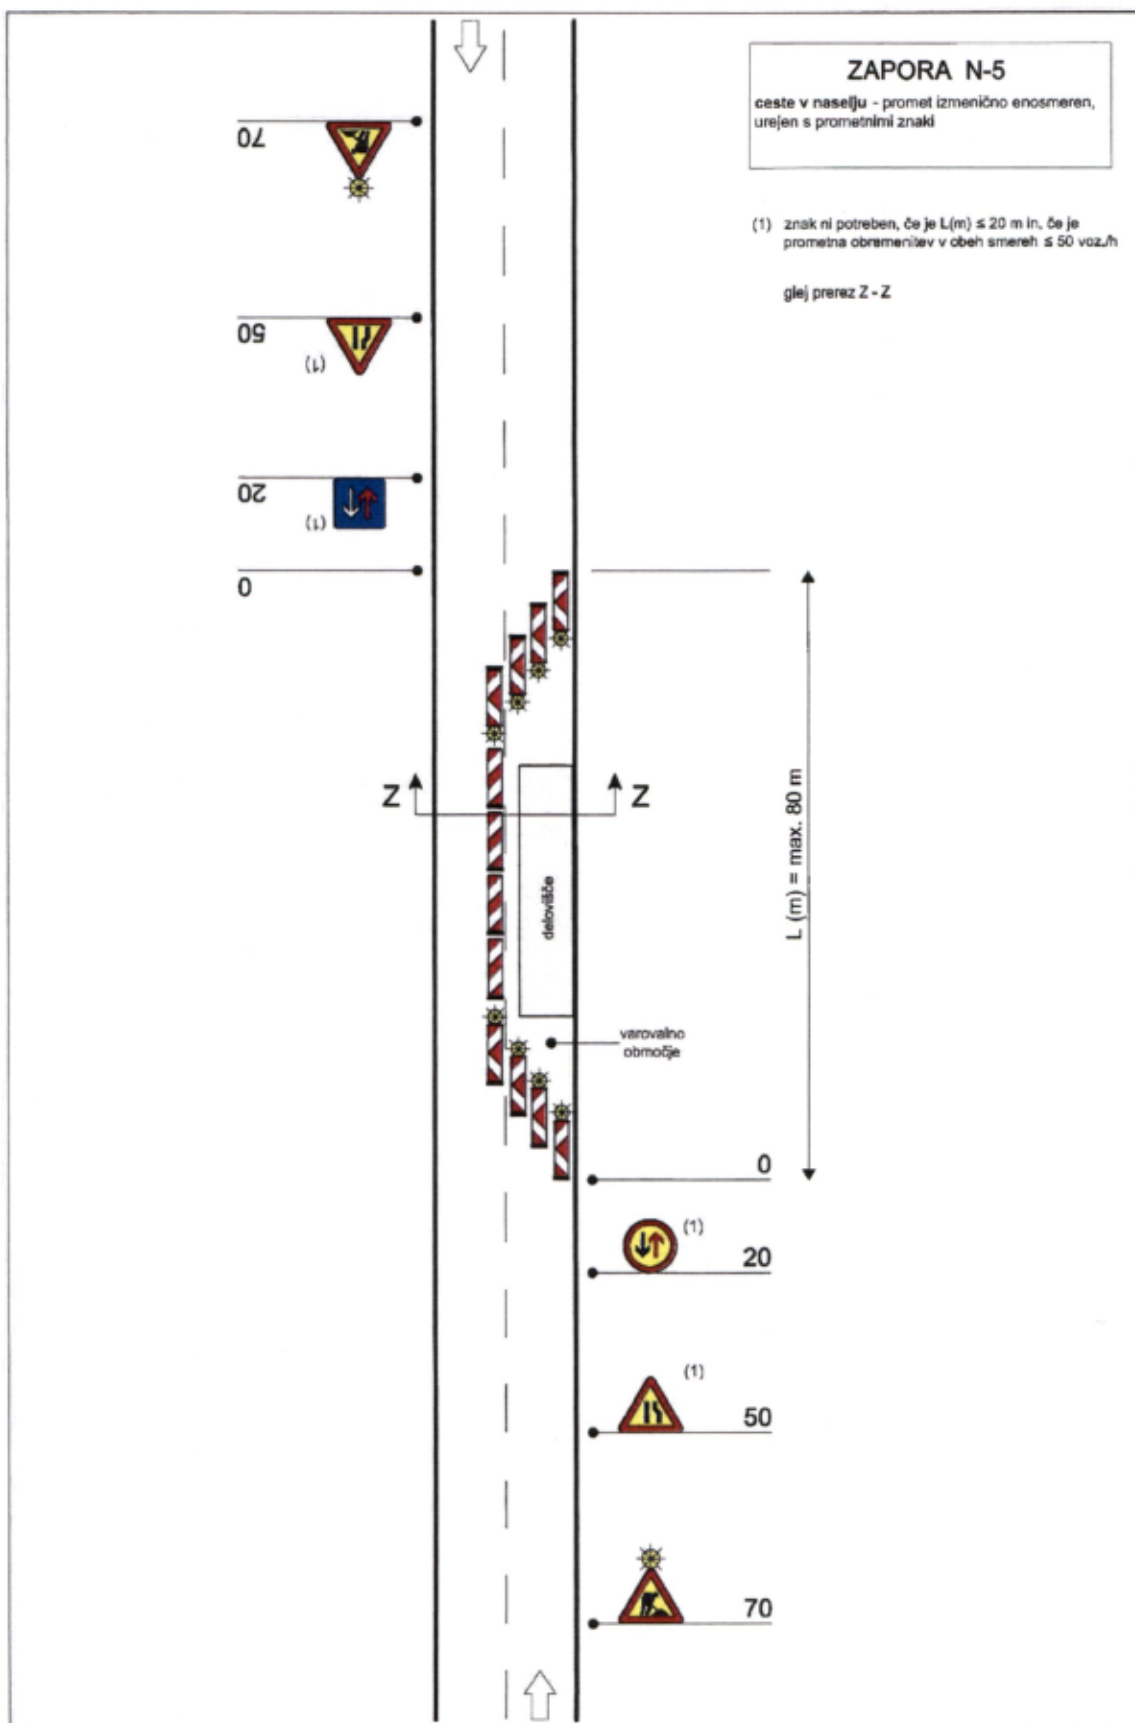 ZAPORA N-5
ceste v naselju - promet izmenično enosmeren,
urejen s prometnimi znaki
(1) znak ni potreben, če je L(m) ≤ 20 m in, če je
prometna obremenitev v obeh smereh ≤ 50 voz./h
glej prerez Z - Z
70
50
(1)
20
(1)
0
Z
Z
L (m) = max. 80 m
delovišče
varovalno
območje
0
(1)
20
(1)
50
70